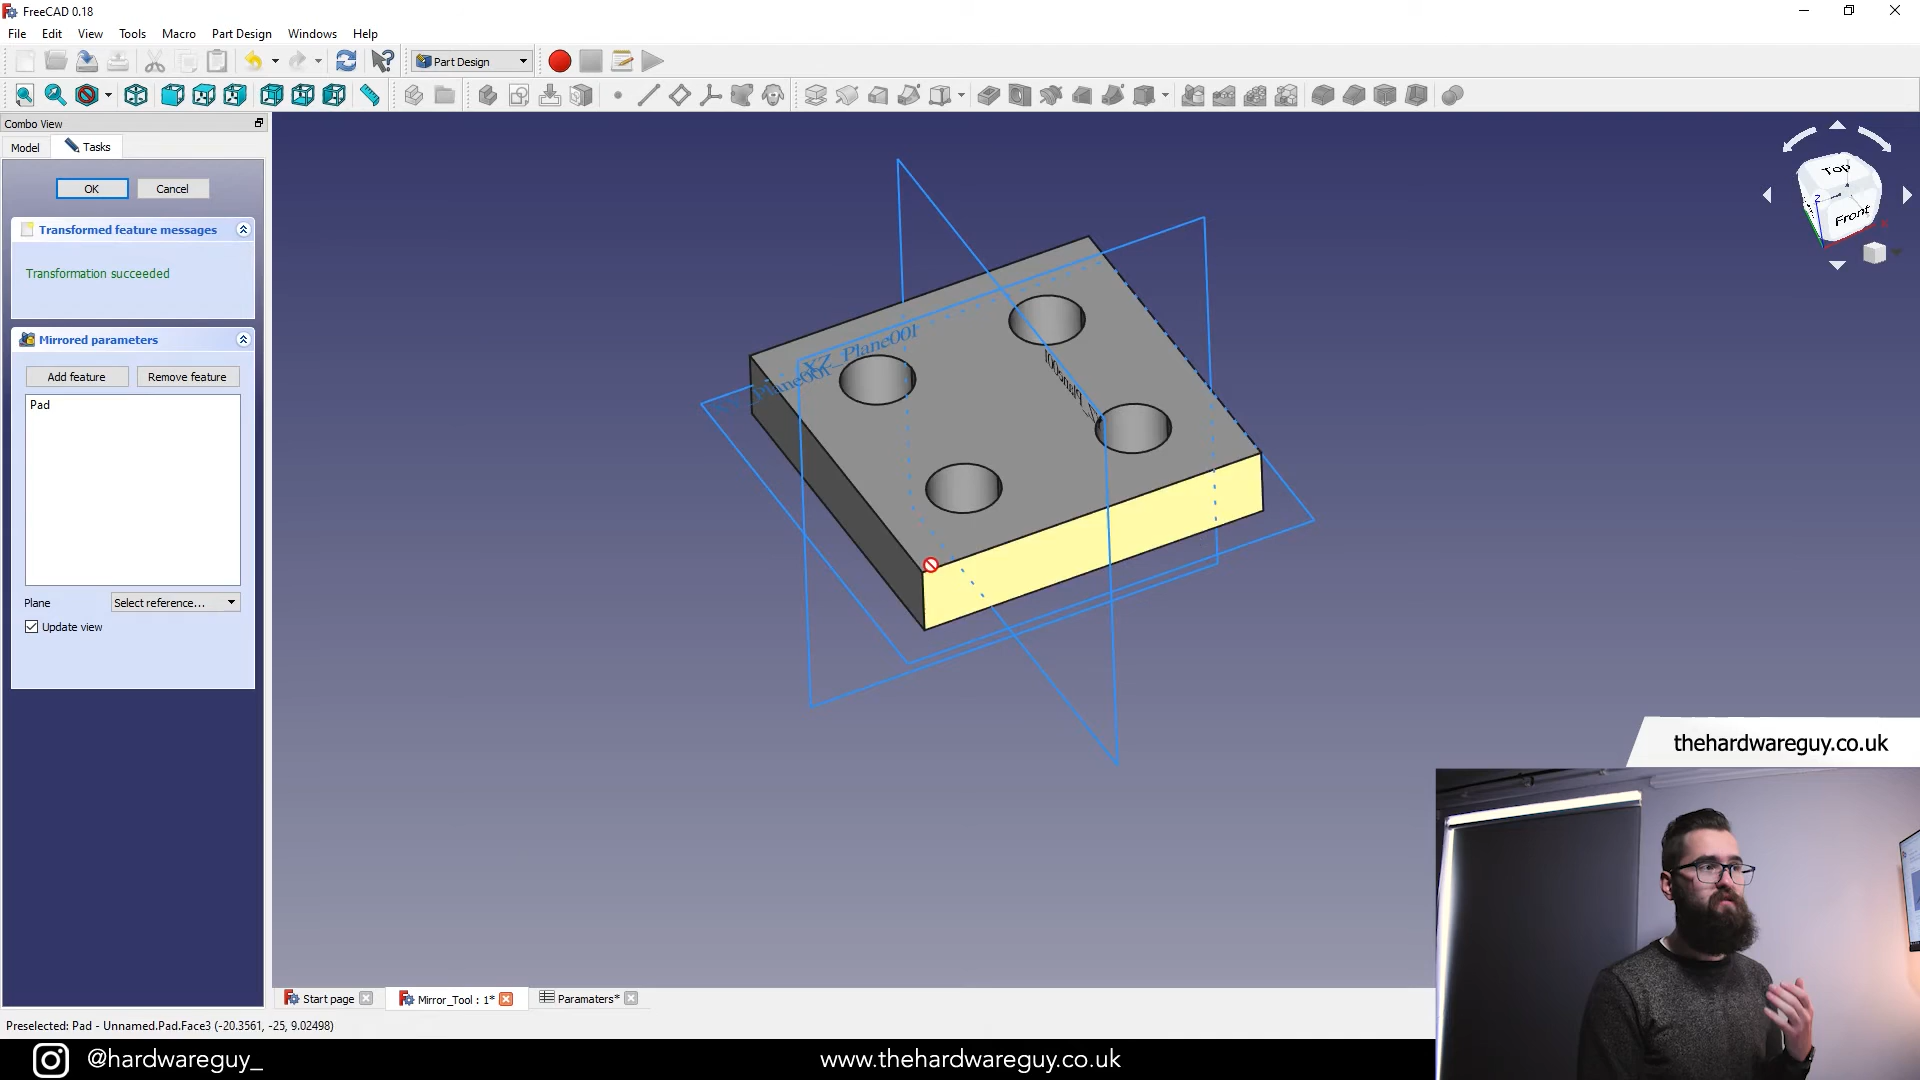 FreeCAD 0.18
File Edit View Tools Macro Part Design Windows Help
Part Design
Combo View
Model Tasks
OK Cancel
Transformed feature messages
Transformation succeeded
Mirrored parameters
Add feature Remove feature
Pad
Plane Select reference...
Update view
XZ_Plane001
Top
Front
thehardwareguy.co.uk
Start page Mirror_Tool : 1* Paramaters*
Preselected: Pad - Unnamed.Pad.Face3 (-20.3561, -25, 9.02498)
@hardwareguy_
www.thehardwareguy.co.uk